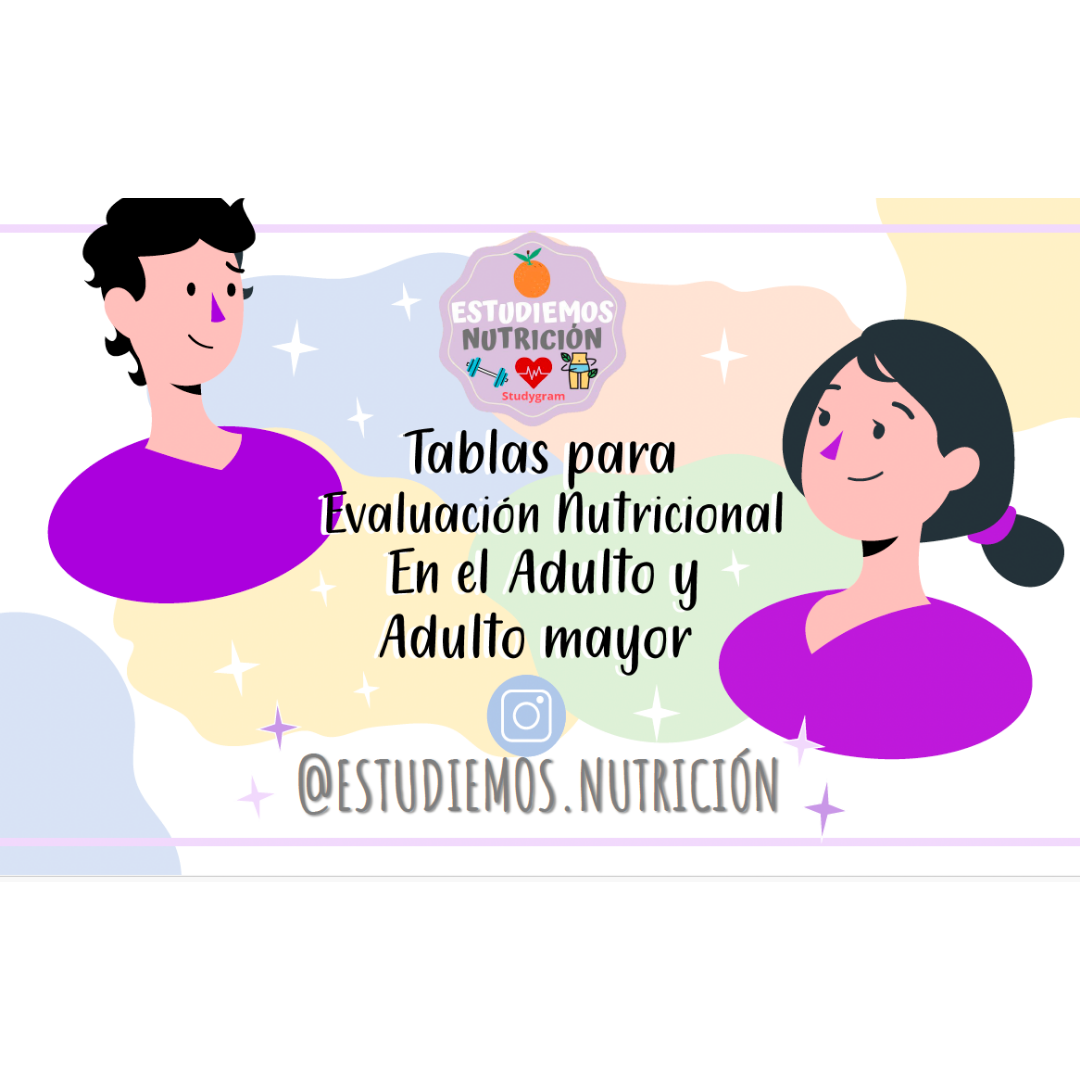 ESTUDIEMOS
NUTRICIÓN
Studygram
Tablas para
Evaluación Nutricional
En el Adulto y
Adulto mayor
@ESTUDIEMOS.NUTRICIÓN